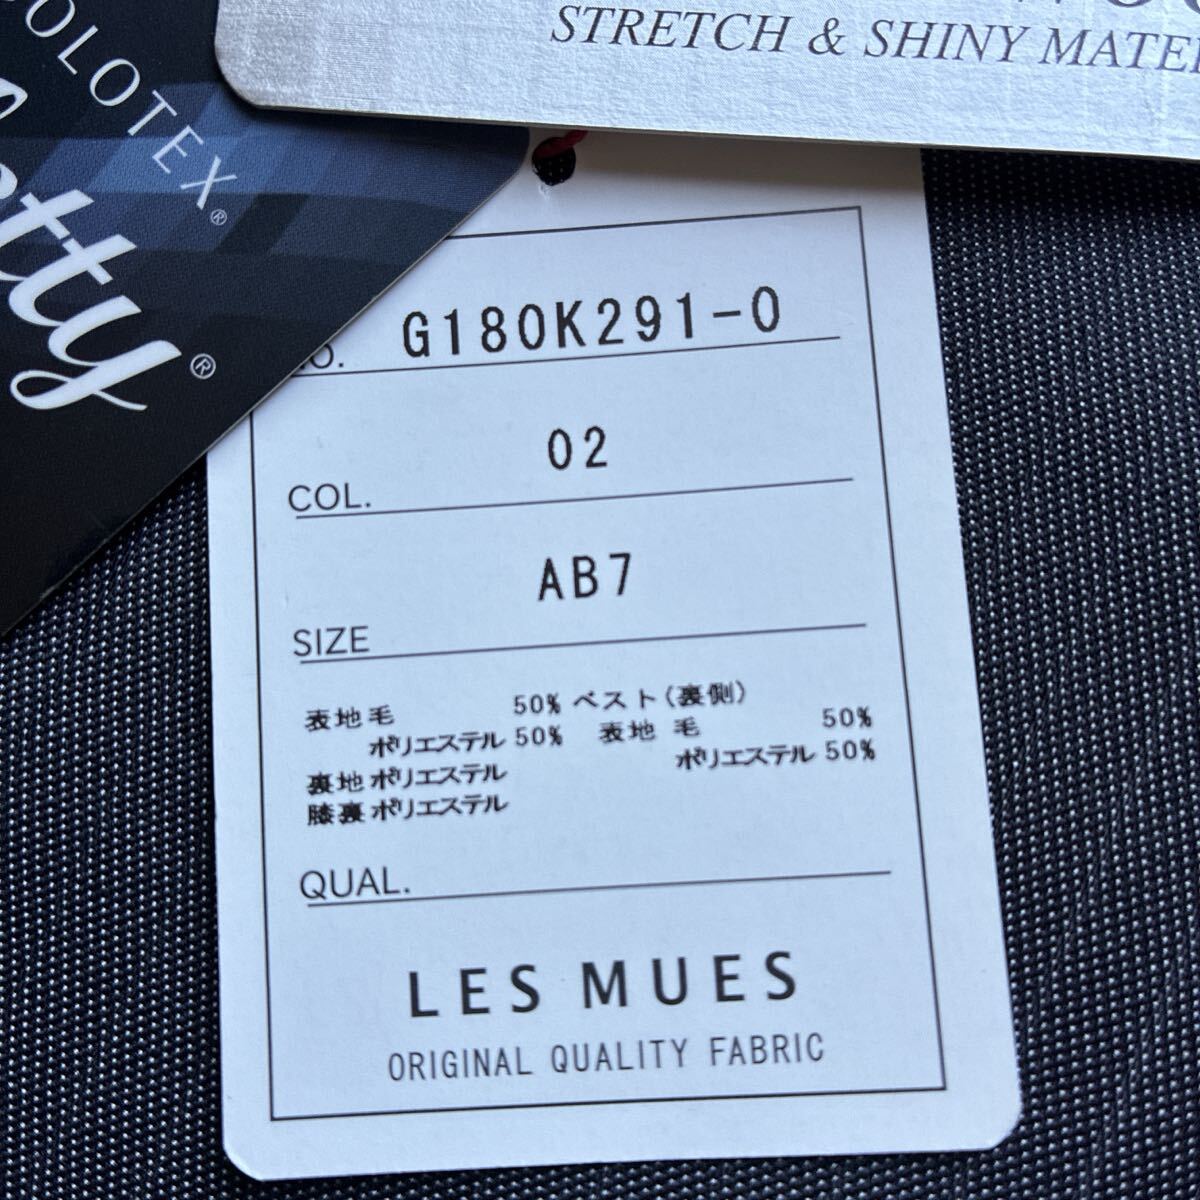 STRETCH & SHINY
OLOTEX®
tty®
G180K291-0
02
COL.
AB7
SIZE
表地 毛 50% ベスト(裏側)
ポリエステル 50% 表地 毛 50%
裏地 ポリエステル ポリエステル 50%
膝裏 ポリエステル
QUAL.
LES MUES
ORIGINAL QUALITY FABRIC